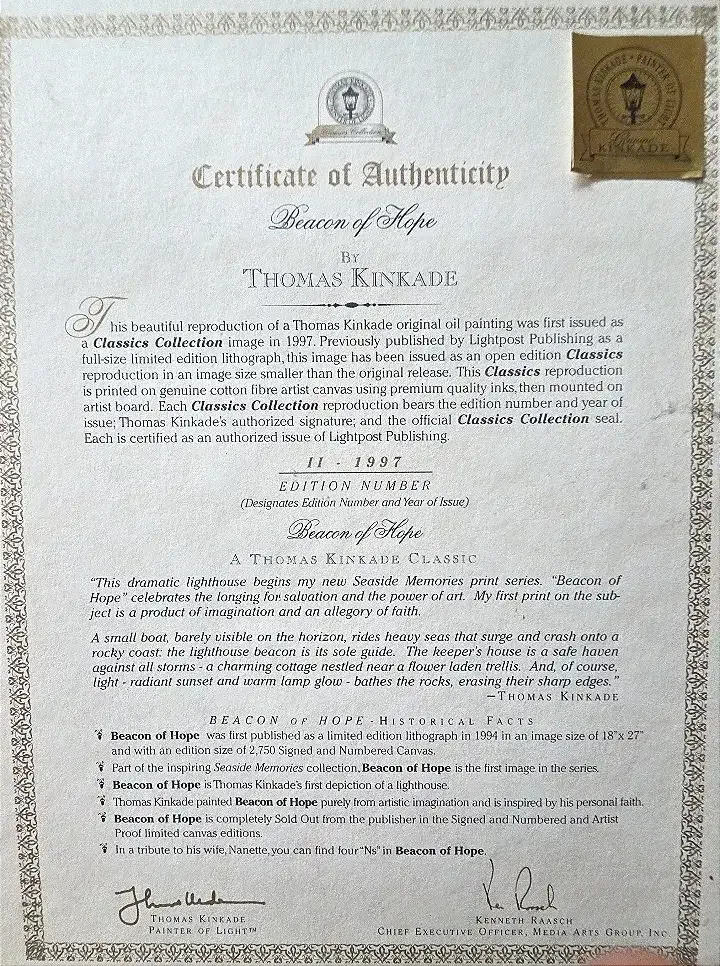 THOMAS KINKADE • PAINTER OF LIGHT
KINKADE
Classics Collection
Certificate of Authenticity
Beacon of Hope
BY
THOMAS KINKADE
This beautiful reproduction of a Thomas Kinkade original oil painting was first issued as
a Classics Collection image in 1997. Previously published by Lightpost Publishing as a
full-size limited edition lithograph, this image has been issued as an open edition Classics
reproduction in an image size smaller than the original release. This Classics reproduction
is printed on genuine cotton fibre artist canvas using premium quality inks, then mounted on
artist board. Each Classics Collection reproduction bears the edition number and year of
issue; Thomas Kinkade's authorized signature; and the official Classics Collection seal.
Each is certified as an authorized issue of Lightpost Publishing.
II - 1997
EDITION NUMBER
(Designates Edition Number and Year of Issue)
Beacon of Hope
A THOMAS KINKADE CLASSIC
"This dramatic lighthouse begins my new Seaside Memories print series. "Beacon of
Hope" celebrates the longing for salvation and the power of art. My first print on the sub-
ject is a product of imagination and an allegory of faith.
A small boat, barely visible on the horizon, rides heavy seas that surge and crash onto a
rocky coast: the lighthouse beacon is its sole guide. The keeper's house is a safe haven
against all storms - a charming cottage nestled near a flower laden trellis. And, of course,
light - radiant sunset and warm lamp glow - bathes the rocks, erasing their sharp edges."
—THOMAS KINKADE
BEACON OF HOPE - HISTORICAL FACTS
Beacon of Hope was first published as a limited edition lithograph in 1994 in an image size of 18"x 27"
and with an edition size of 2,750 Signed and Numbered Canvas.
Part of the inspiring Seaside Memories collection, Beacon of Hope is the first image in the series.
Beacon of Hope is Thomas Kinkade's first depiction of a lighthouse.
Thomas Kinkade painted Beacon of Hope purely from artistic imagination and is inspired by his personal faith.
Beacon of Hope is completely Sold Out from the publisher in the Signed and Numbered and Artist
Proof limited canvas editions.
In a tribute to his wife, Nanette, you can find four "Ns" in Beacon of Hope.
THOMAS KINKADE
PAINTER OF LIGHT™
KENNETH RAASCH
CHIEF EXECUTIVE OFFICER, MEDIA ARTS GROUP, INC.